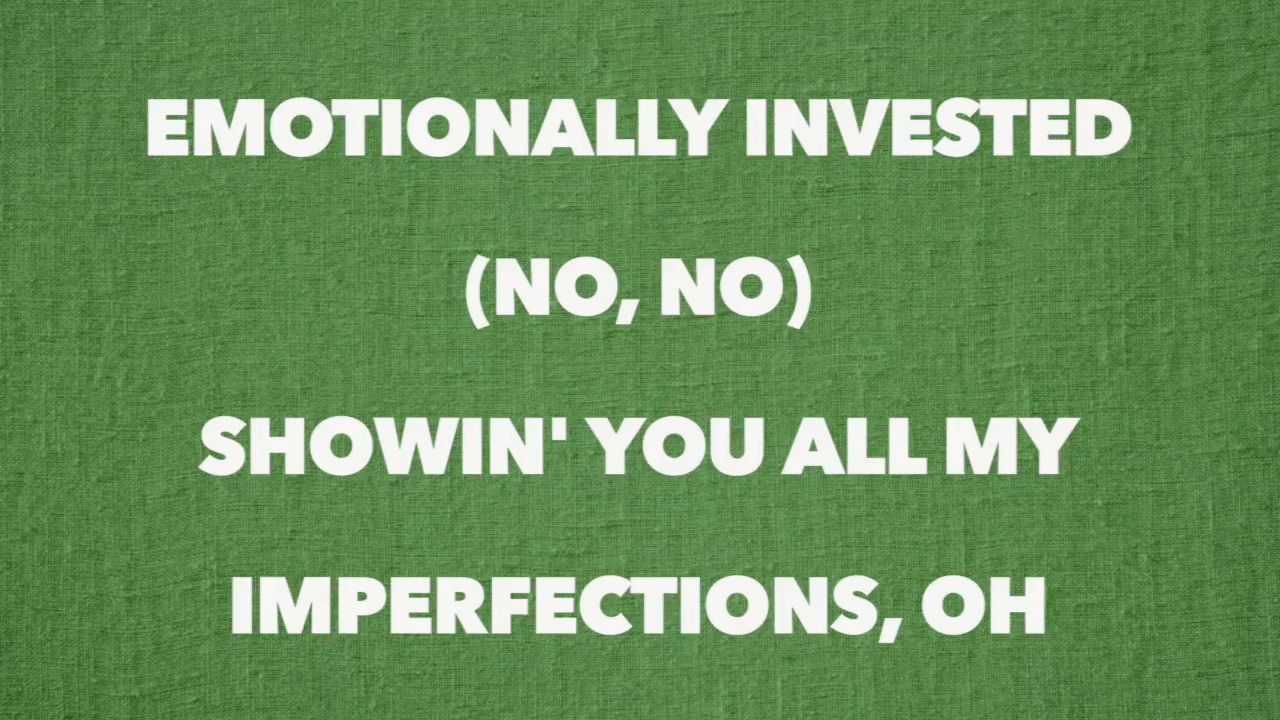 EMOTIONALLY INVESTED
(NO, NO)
SHOWIN' YOU ALL MY
IMPERFECTIONS, OH